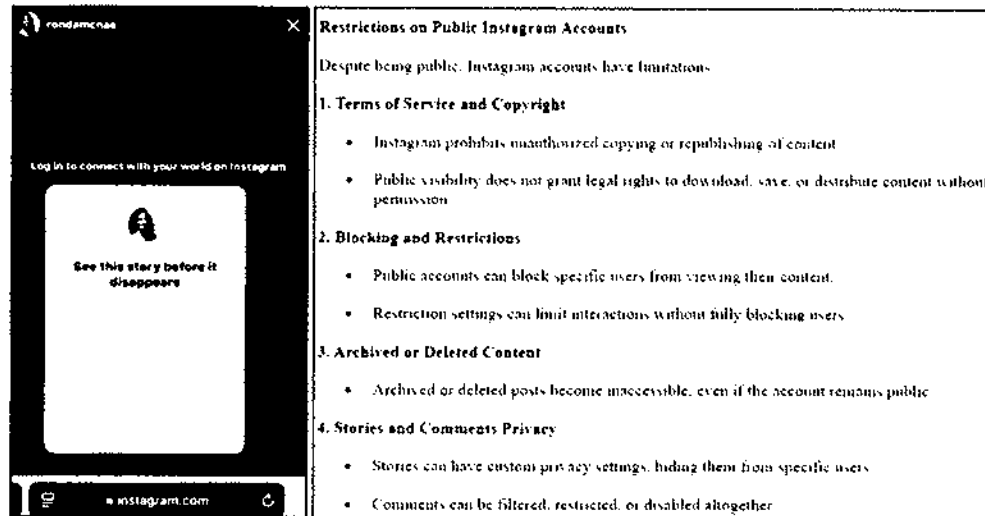 rondamcnae
Log in to connect with your world on Instagram
See this story before it
disappears
instagram.com
Restrictions on Public Instagram Accounts
Despite being public, Instagram accounts have limitations
1. Terms of Service and Copyright
• Instagram prohibits unauthorized copying or republishing of content
• Public visibility does not grant legal rights to download, save, or distribute content without
permission
2. Blocking and Restrictions
• Public accounts can block specific users from viewing their content.
• Restriction settings can limit interactions without fully blocking users
3. Archived or Deleted Content
• Archived or deleted posts become inaccessible, even if the account remains public
4. Stories and Comments Privacy
• Stories can have custom privacy settings, hiding them from specific users
• Comments can be filtered, restricted, or disabled altogether